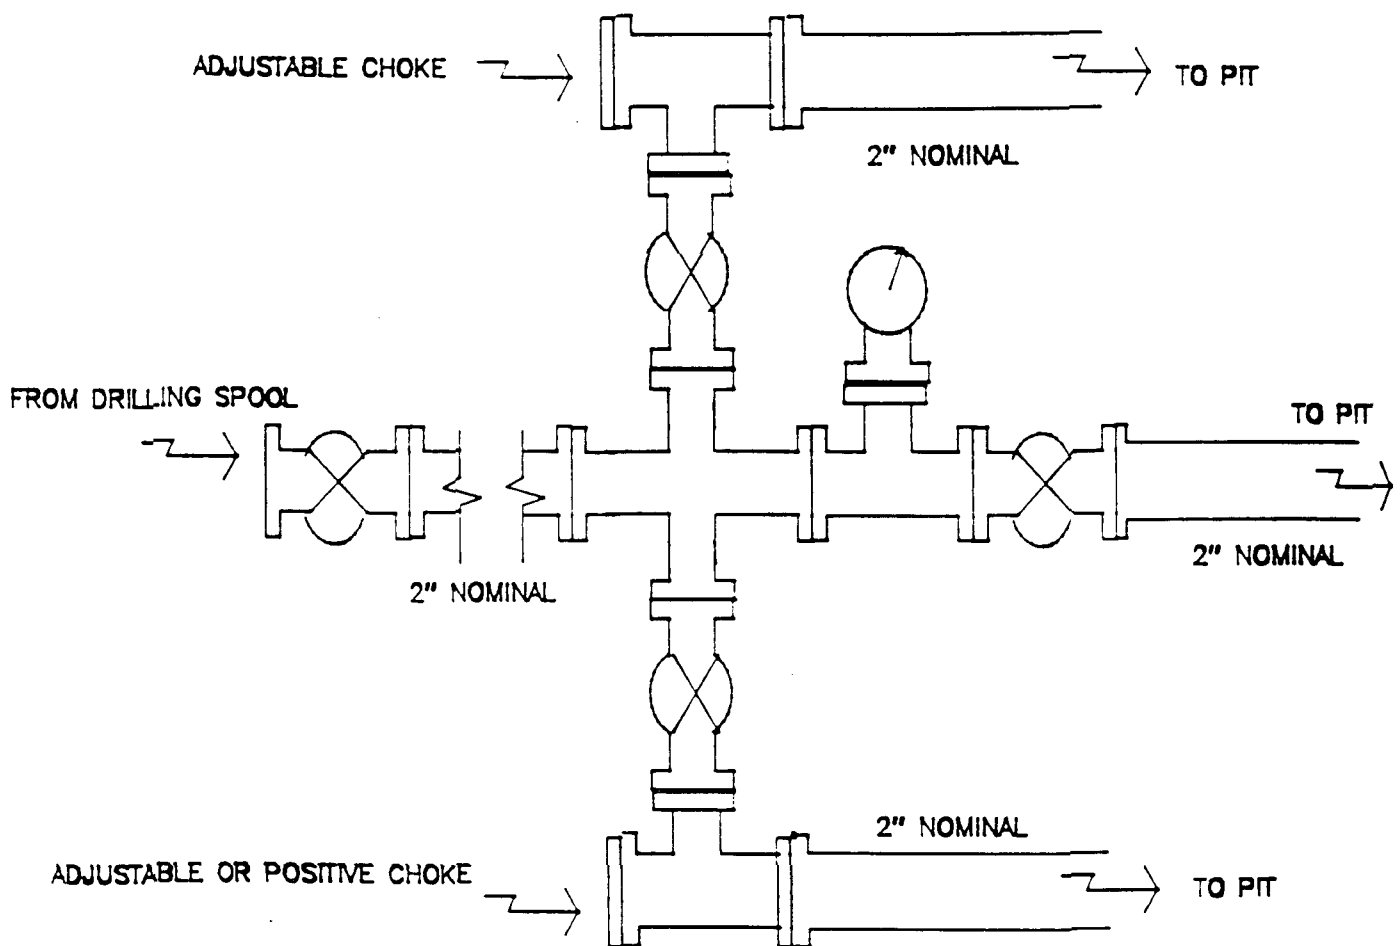 ADJUSTABLE CHOKE
TO PIT
2" NOMINAL
FROM DRILLING SPOOL
TO PIT
2" NOMINAL
2" NOMINAL
2" NOMINAL
ADJUSTABLE OR POSITIVE CHOKE
TO PIT